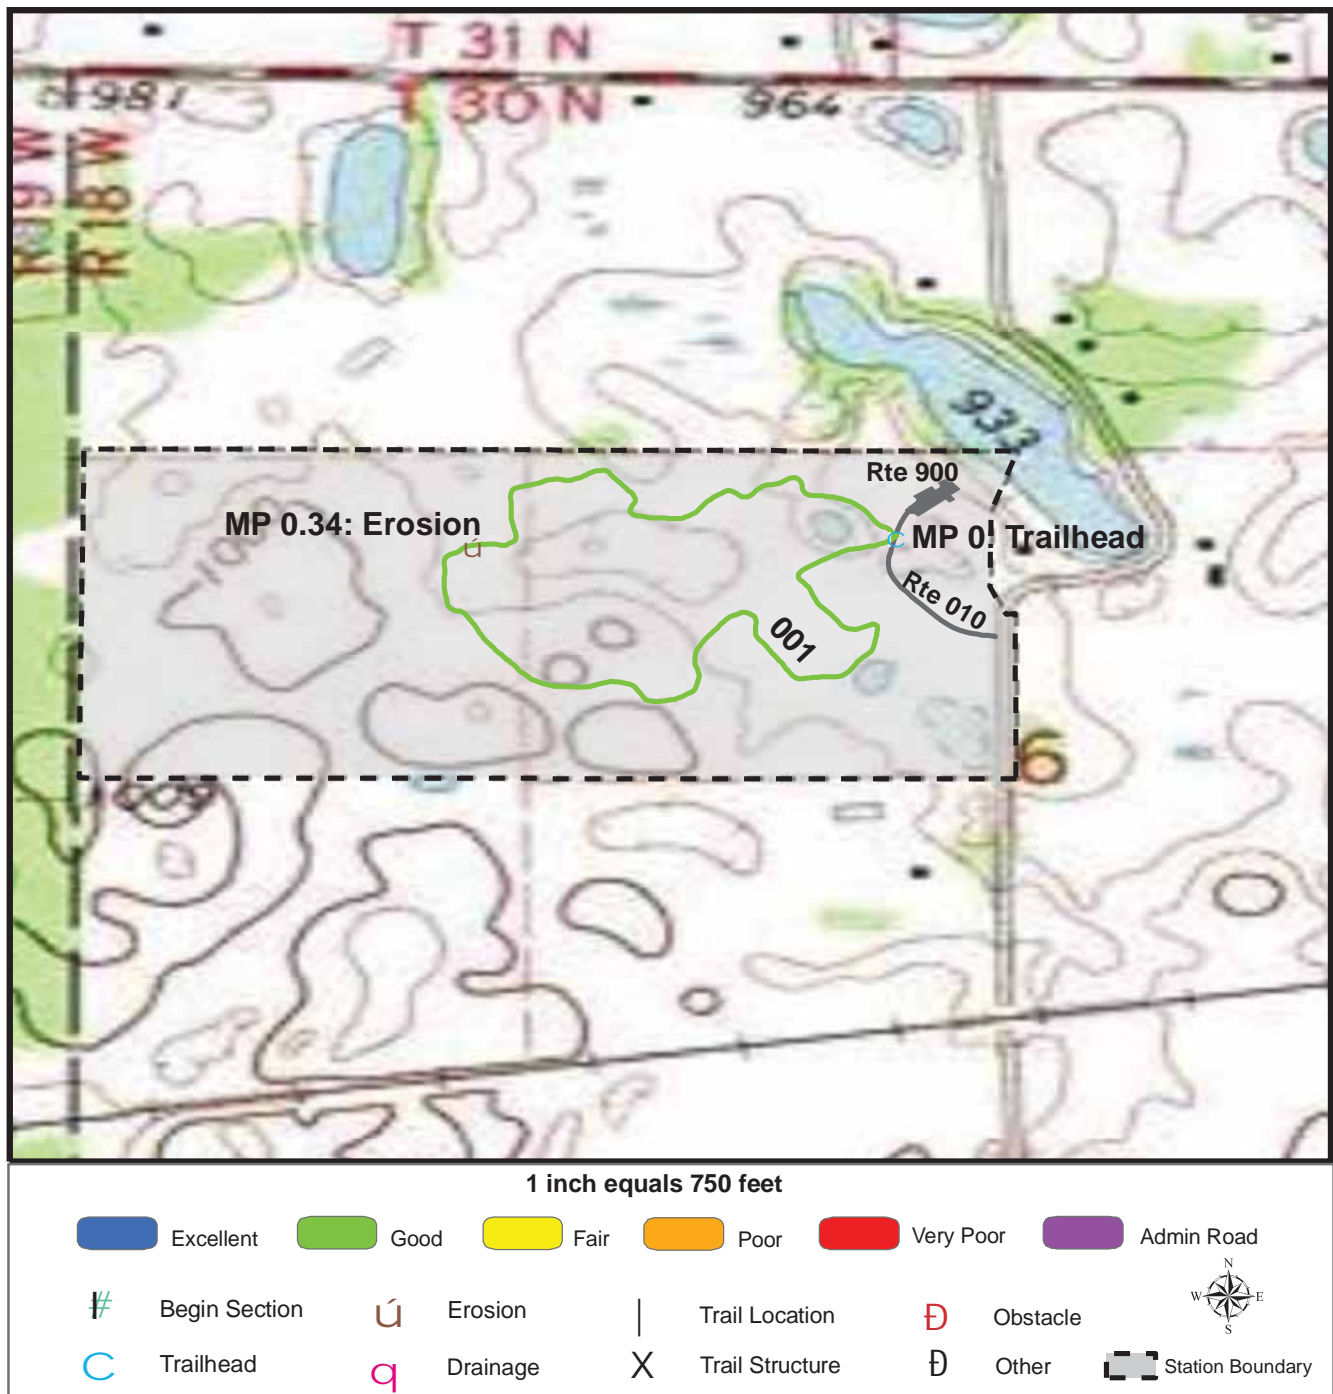 T 31 N
981
T 30 N
964
R 19 W
R 18 W
933
Rte 900
MP 0.34: Erosion
ú
C
MP 0: Trailhead
Rte 010
001
6
1 inch equals 750 feet
Excellent
Good
Fair
Poor
Very Poor
Admin Road
# Begin Section
ú Erosion
| Trail Location
Đ Obstacle
N
W E
S
C Trailhead
q Drainage
X Trail Structure
Đ Other
Station Boundary